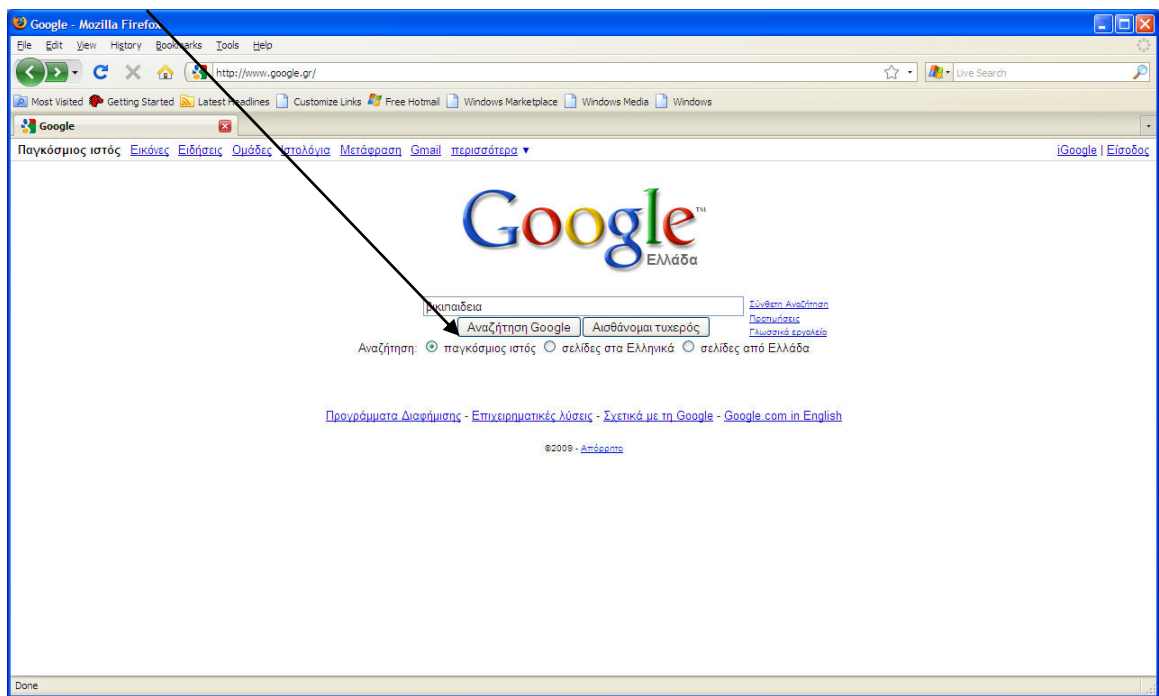 Google - Mozilla Firefox
File Edit View History Bookmarks Tools Help
http://www.google.gr/ Live Search
Most Visited Getting Started Latest Headlines Customize Links Free Hotmail Windows Marketplace Windows Media Windows
Google
Παγκόσμιος ιστός Εικόνες Ειδήσεις Ομάδες Ιστολόγια Μετάφραση Gmail περισσότερα ▼ iGoogle | Είσοδος
Google™
Ελλάδα
βικιπαιδεια Σύνθετη Αναζήτηση
Προτιμήσεις
Αναζήτηση Google Αισθάνομαι τυχερός Γλωσσικά εργαλεία
Αναζήτηση: παγκόσμιος ιστός σελίδες στα Ελληνικά σελίδες από Ελλάδα
Προγράμματα Διαφήμισης - Επιχειρηματικές λύσεις - Σχετικά με τη Google - Google.com in English
©2009 - Απόρρητο
Done